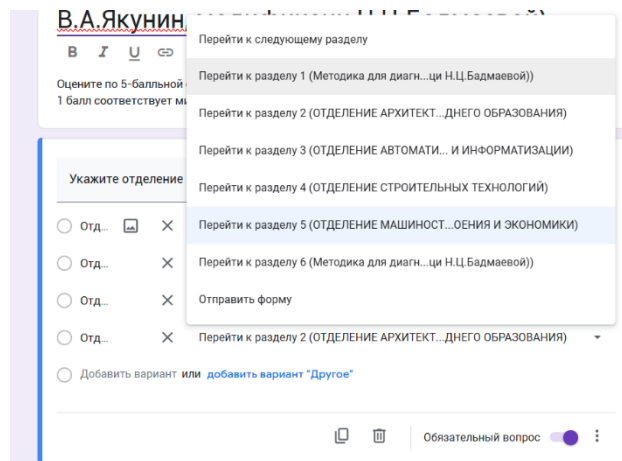 В.А.Якунин,
B I U
Оцените по 5-балльной
1 балл соответствует
Перейти к следующему разделу
Перейти к разделу 1 (Методика для диагн...ци Н.Ц.Бадмаевой))
Перейти к разделу 2 (ОТДЕЛЕНИЕ АРХИТЕКТ...ДНЕГО ОБРАЗОВАНИЯ)
Перейти к разделу 3 (ОТДЕЛЕНИЕ АВТОМАТИ... И ИНФОРМАТИЗАЦИИ)
Перейти к разделу 4 (ОТДЕЛЕНИЕ СТРОИТЕЛЬНЫХ ТЕХНОЛОГИЙ)
Перейти к разделу 5 (ОТДЕЛЕНИЕ МАШИНОСТ...ОЕНИЯ И ЭКОНОМИКИ)
Перейти к разделу 6 (Методика для диагн...ци Н.Ц.Бадмаевой))
Отправить форму
Укажите отделение
Отд...
Отд...
Отд...
Отд... Перейти к разделу 2 (ОТДЕЛЕНИЕ АРХИТЕКТ...ДНЕГО ОБРАЗОВАНИЯ)
Добавить вариант или добавить вариант "Другое"
Обязательный вопрос